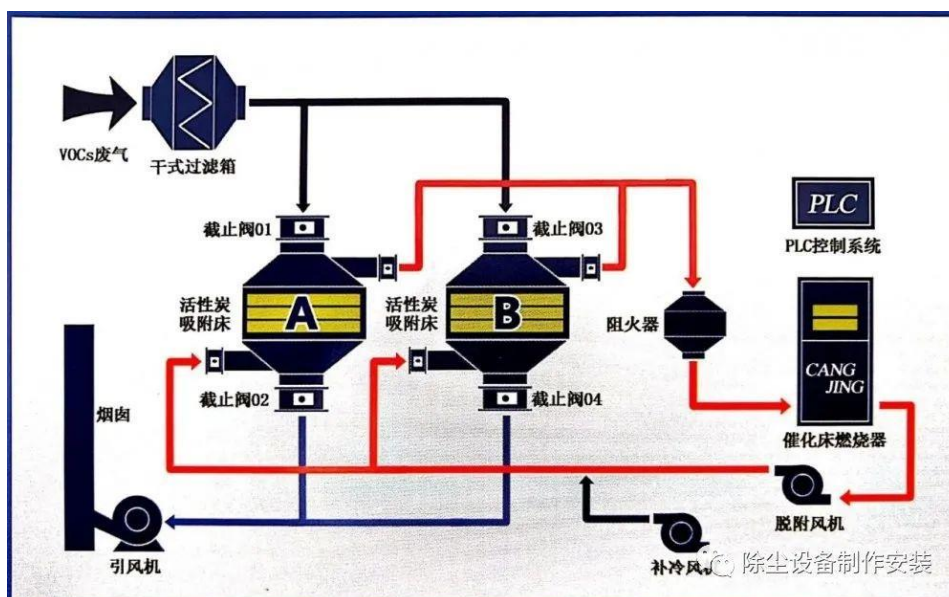 VOCs废气
干式过滤箱
截止阀01
截止阀03
PLC
PLC控制系统
活性炭
吸附床
A
活性炭
吸附床
B
阻火器
CANG
JING
烟囱
截止阀02
截止阀04
催化床燃烧器
脱附风机
引风机
补冷风机
除尘设备制作安装